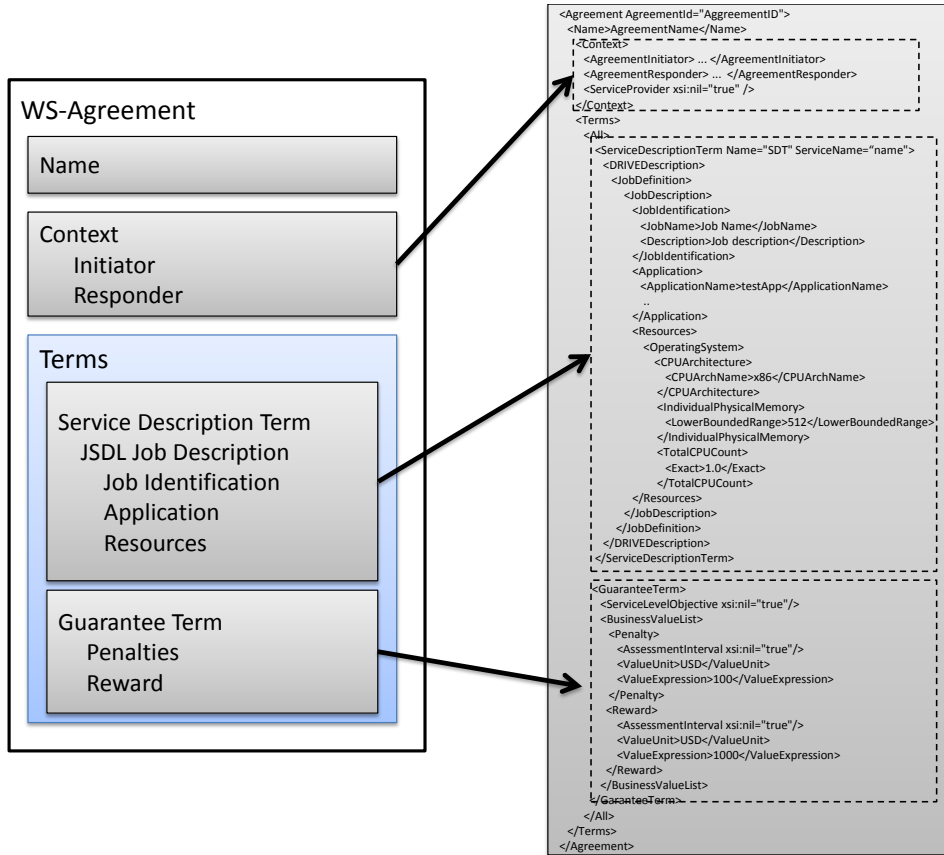 WS-Agreement
Name
Context
Initiator
Responder
Terms
Service Description Term
JSDL Job Description
Job Identification
Application
Resources
Guarantee Term
Penalties
Reward
<Agreement AgreementId="AggreementID">
<Name>AgreementName</Name>
<Context>
<AgreementInitiator> ... </AgreementInitiator>
<AgreementResponder> ... </AgreementResponder>
<ServiceProvider xsi:nil="true" />
</Context>
<Terms>
<All>
<ServiceDescriptionTerm Name="SDT" ServiceName=“name">
<DRIVEDescription>
<JobDefinition>
<JobDescription>
<JobIdentification>
<JobName>Job Name</JobName>
<Description>Job description</Description>
</JobIdentification>
<Application>
<ApplicationName>testApp</ApplicationName>
..
</Application>
<Resources>
<OperatingSystem>
<CPUArchitecture>
<CPUArchName>x86</CPUArchName>
</CPUArchitecture>
<IndividualPhysicalMemory>
<LowerBoundedRange>512</LowerBoundedRange>
</IndividualPhysicalMemory>
<TotalCPUCount>
<Exact>1.0</Exact>
</TotalCPUCount>
</Resources>
</JobDescription>
</JobDefinition>
</DRIVEDescription>
</ServiceDescriptionTerm>
<GuaranteeTerm>
<ServiceLevelObjective xsi:nil="true"/>
<BusinessValueList>
<Penalty>
<AssessmentInterval xsi:nil="true"/>
<ValueUnit>USD</ValueUnit>
<ValueExpression>100</ValueExpression>
</Penalty>
<Reward>
<AssessmentInterval xsi:nil="true"/>
<ValueUnit>USD</ValueUnit>
<ValueExpression>1000</ValueExpression>
</Reward>
</BusinessValueList>
</GaranteeTerm>
</All>
</Terms>
</Agreement>